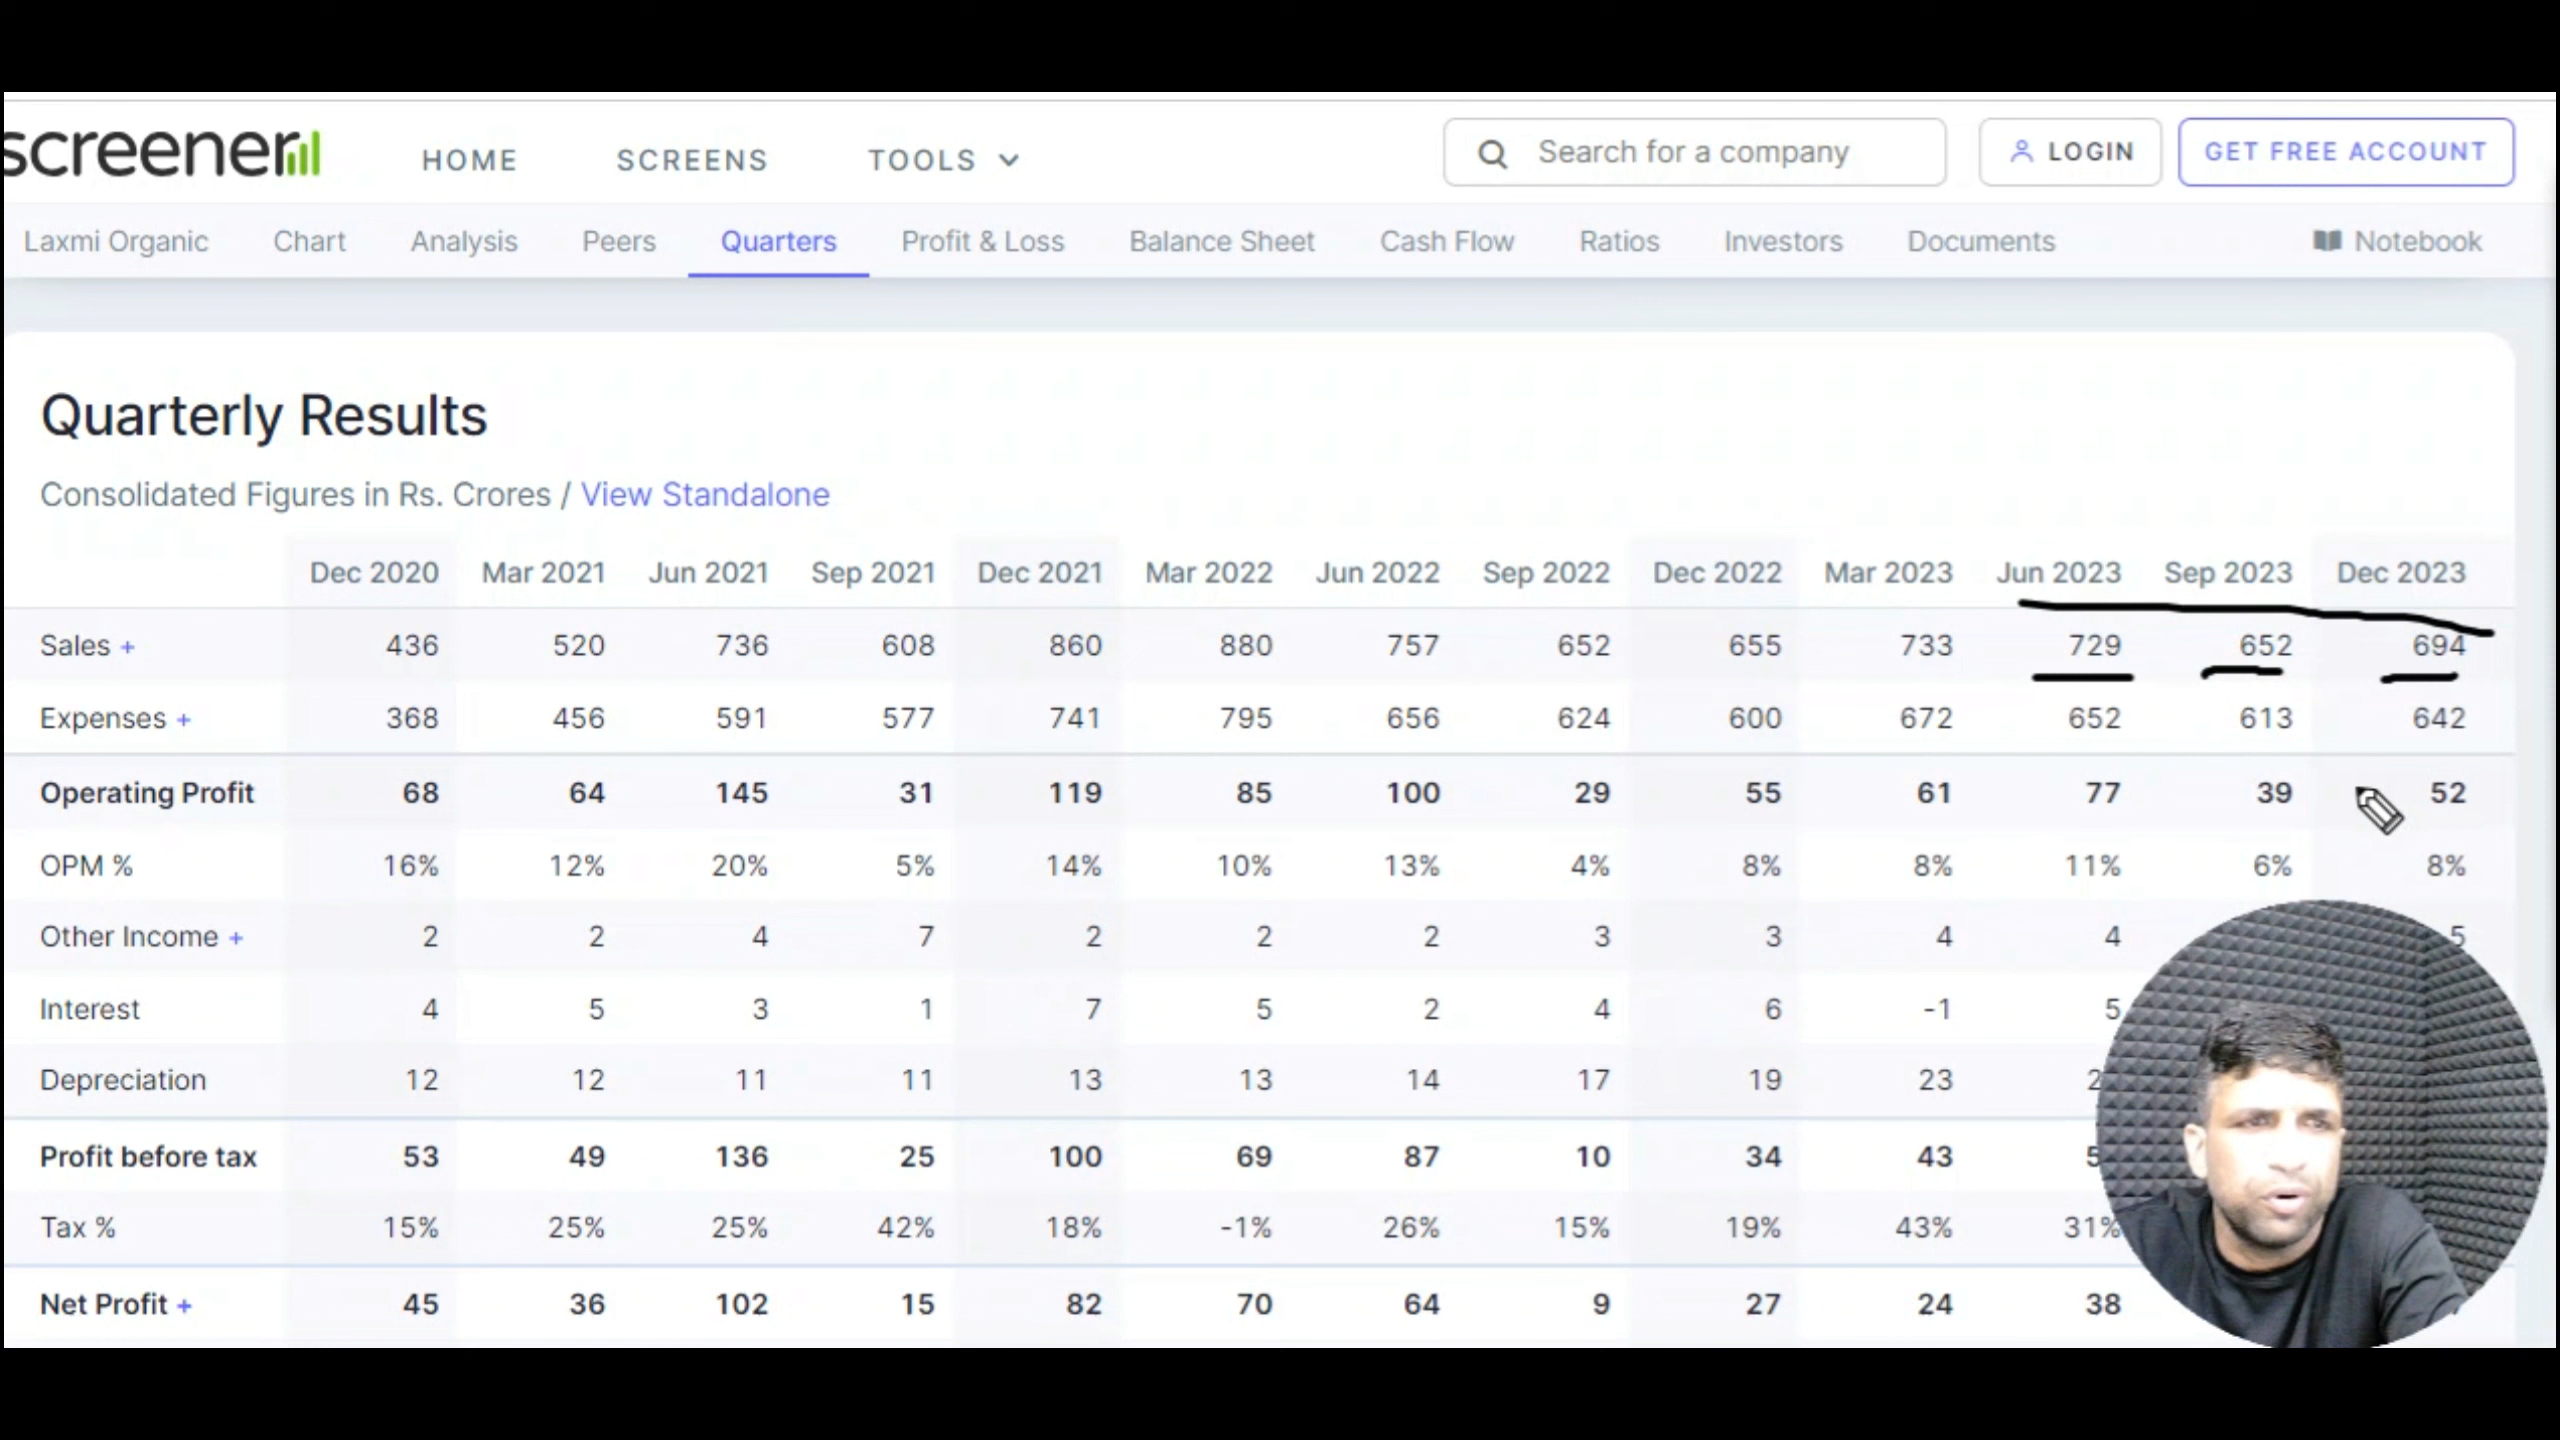 screener
HOME SCREENS TOOLS Search for a company LOGIN GET FREE ACCOUNT
Laxmi Organic Chart Analysis Peers Quarters Profit & Loss Balance Sheet Cash Flow Ratios Investors Documents Notebook
Quarterly Results
Consolidated Figures in Rs. Crores / View Standalone
Dec 2020 Mar 2021 Jun 2021 Sep 2021 Dec 2021 Mar 2022 Jun 2022 Sep 2022 Dec 2022 Mar 2023 Jun 2023 Sep 2023 Dec 2023
Sales + 436 520 736 608 860 880 757 652 655 733 729 652 694
Expenses + 368 456 591 577 741 795 656 624 600 672 652 613 642
Operating Profit 68 64 145 31 119 85 100 29 55 61 77 39 52
OPM % 16% 12% 20% 5% 14% 10% 13% 4% 8% 8% 11% 6% 8%
Other Income + 2 2 4 7 2 2 2 3 3 4 4 5
Interest 4 5 3 1 7 5 2 4 6 -1 5
Depreciation 12 12 11 11 13 13 14 17 19 23
Profit before tax 53 49 136 25 100 69 87 10 34 43
Tax % 15% 25% 25% 42% 18% -1% 26% 15% 19% 43% 31%
Net Profit + 45 36 102 15 82 70 64 9 27 24 38